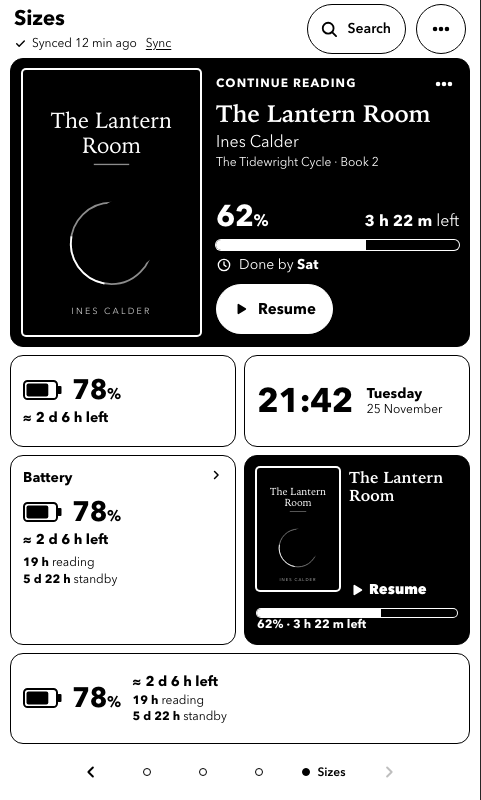 Sizes
Synced 12 min ago Sync
Search
The Lantern
Room
INES CALDER
CONTINUE READING
The Lantern Room
Ines Calder
The Tidewright Cycle · Book 2
62%
3 h 22 m left
Done by Sat
Resume
78%
≈ 2 d 6 h left
21:42
Tuesday
25 November
Battery
78%
≈ 2 d 6 h left
19 h reading
5 d 22 h standby
The Lantern
Room
INES CALDER
The Lantern
Room
Resume
62% · 3 h 22 m left
78%
≈ 2 d 6 h left
19 h reading
5 d 22 h standby
Sizes